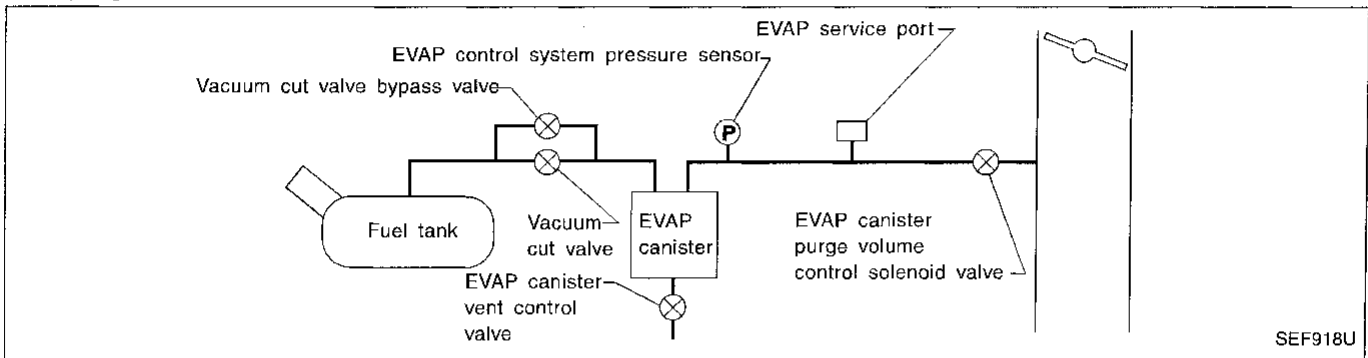 EVAP service port
EVAP control system pressure sensor
Vacuum cut valve bypass valve
P
Fuel tank
Vacuum
cut valve
EVAP
canister
EVAP canister
purge volume
control solenoid valve
EVAP canister
vent control
valve
SEF918U